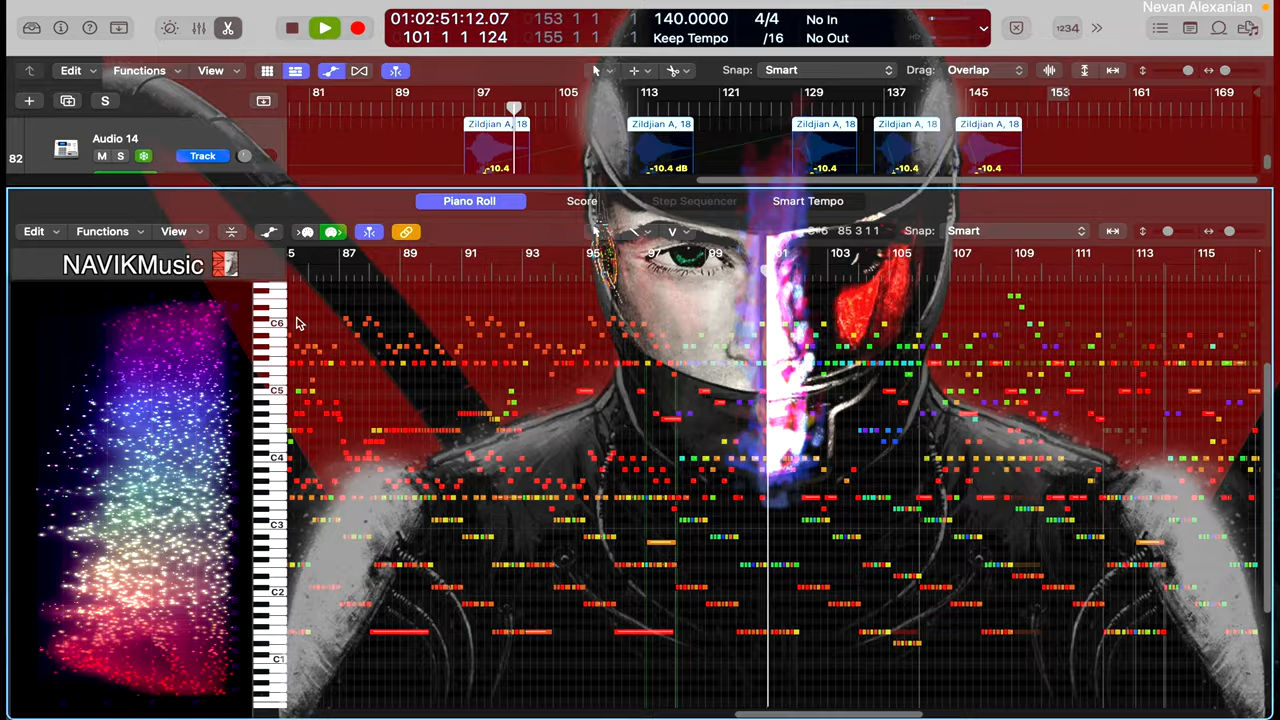 Nevan Alexanian
01:02:51:12.07 153 1 1 140.0000 4/4 No In
101 1 1 124 155 1 1 Keep Tempo /16 No Out
1234
Edit Functions View Snap: Smart Drag: Overlap
S
81 89 97 105 113 121 129 137 145 153 161 169
82 Audio 14
M S Track
Zildjian A, 18 Zildjian A, 18 Zildjian A, 18 Zildjian A, 18 Zildjian A, 18
-10.4 -10.4 dB -10.4 -10.4 -10.4
Piano Roll Score Step Sequencer Smart Tempo
Edit Functions View C#6 85 3 1 1 Snap: Smart
5 87 89 91 93 95 97 99 101 103 105 107 109 111 113 115
NAVIKMusic
C6
C5
C4
C3
C2
C1